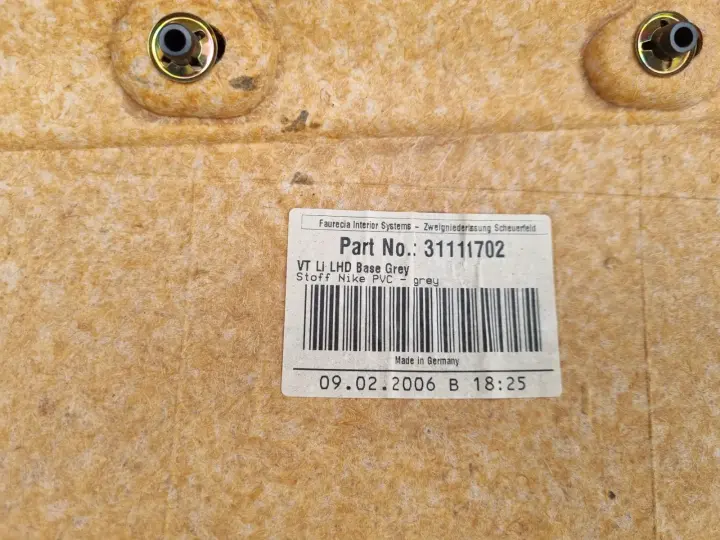 Faurecia Interior Systems - Zweigniederlassung Scheuerfeld
Part No.: 31111702
VT Li LHD Base Grey
Stoff Nike PVC - grey
Made in Germany
09.02.2006 B 18:25